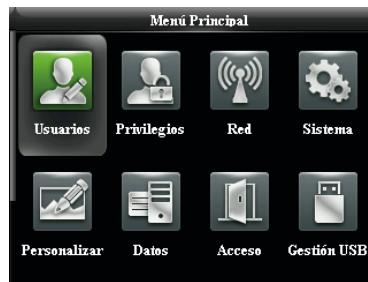 Menú Principal
Usuarios Privilegios Red Sistema
Personalizar Datos Acceso Gestión USB